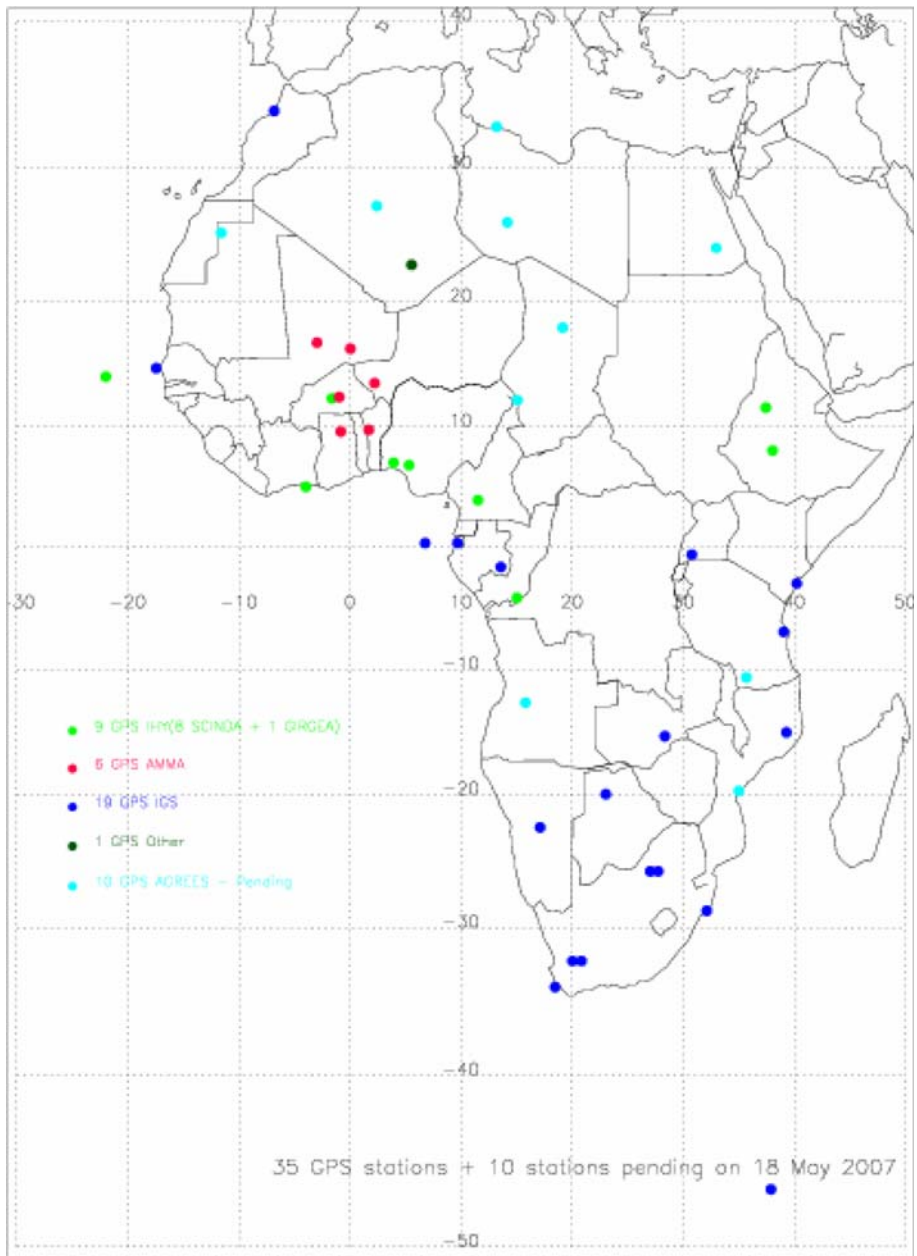 40
30
20
10
-30 -20 -10 0 10 20 30 40 50
-10
9 GPS IHY(8 SCINDA + 1 GIRGEA)
6 GPS AMMA
19 GPS IGS
1 GPS Other
-20
10 GPS AGREES - Pending
-30
-40
35 GPS stations + 10 stations pending on 18 May 2007
-50